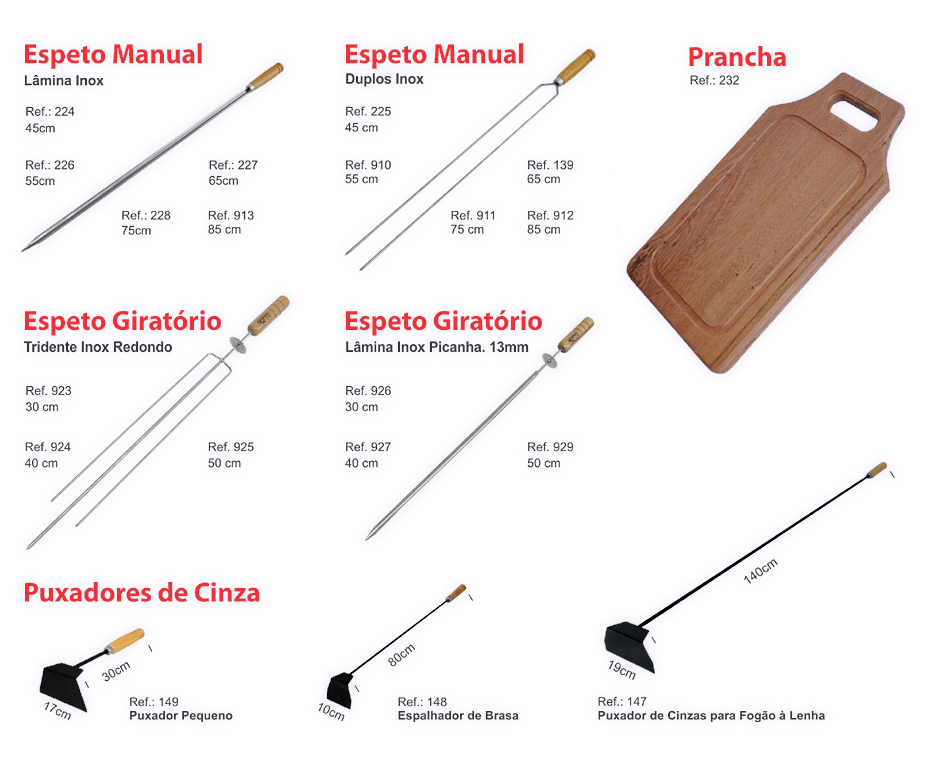 Espeto Manual
Lâmina Inox
Ref.: 224
45cm
Ref.: 226
55cm
Ref.: 227
65cm
Ref.: 228
75cm
Ref. 913
85 cm
Espeto Manual
Duplos Inox
Ref. 225
45 cm
Ref. 910
55 cm
Ref. 139
65 cm
Ref. 911
75 cm
Ref. 912
85 cm
Prancha
Ref.: 232
Espeto Giratório
Tridente Inox Redondo
Ref. 923
30 cm
Ref. 924
40 cm
Ref. 925
50 cm
Espeto Giratório
Lâmina Inox Picanha. 13mm
Ref. 926
30 cm
Ref. 927
40 cm
Ref. 929
50 cm
Puxadores de Cinza
30cm
17cm
Ref.: 149
Puxador Pequeno
80cm
10cm
Ref.: 148
Espalhador de Brasa
140cm
19cm
Ref.: 147
Puxador de Cinzas para Fogão à Lenha